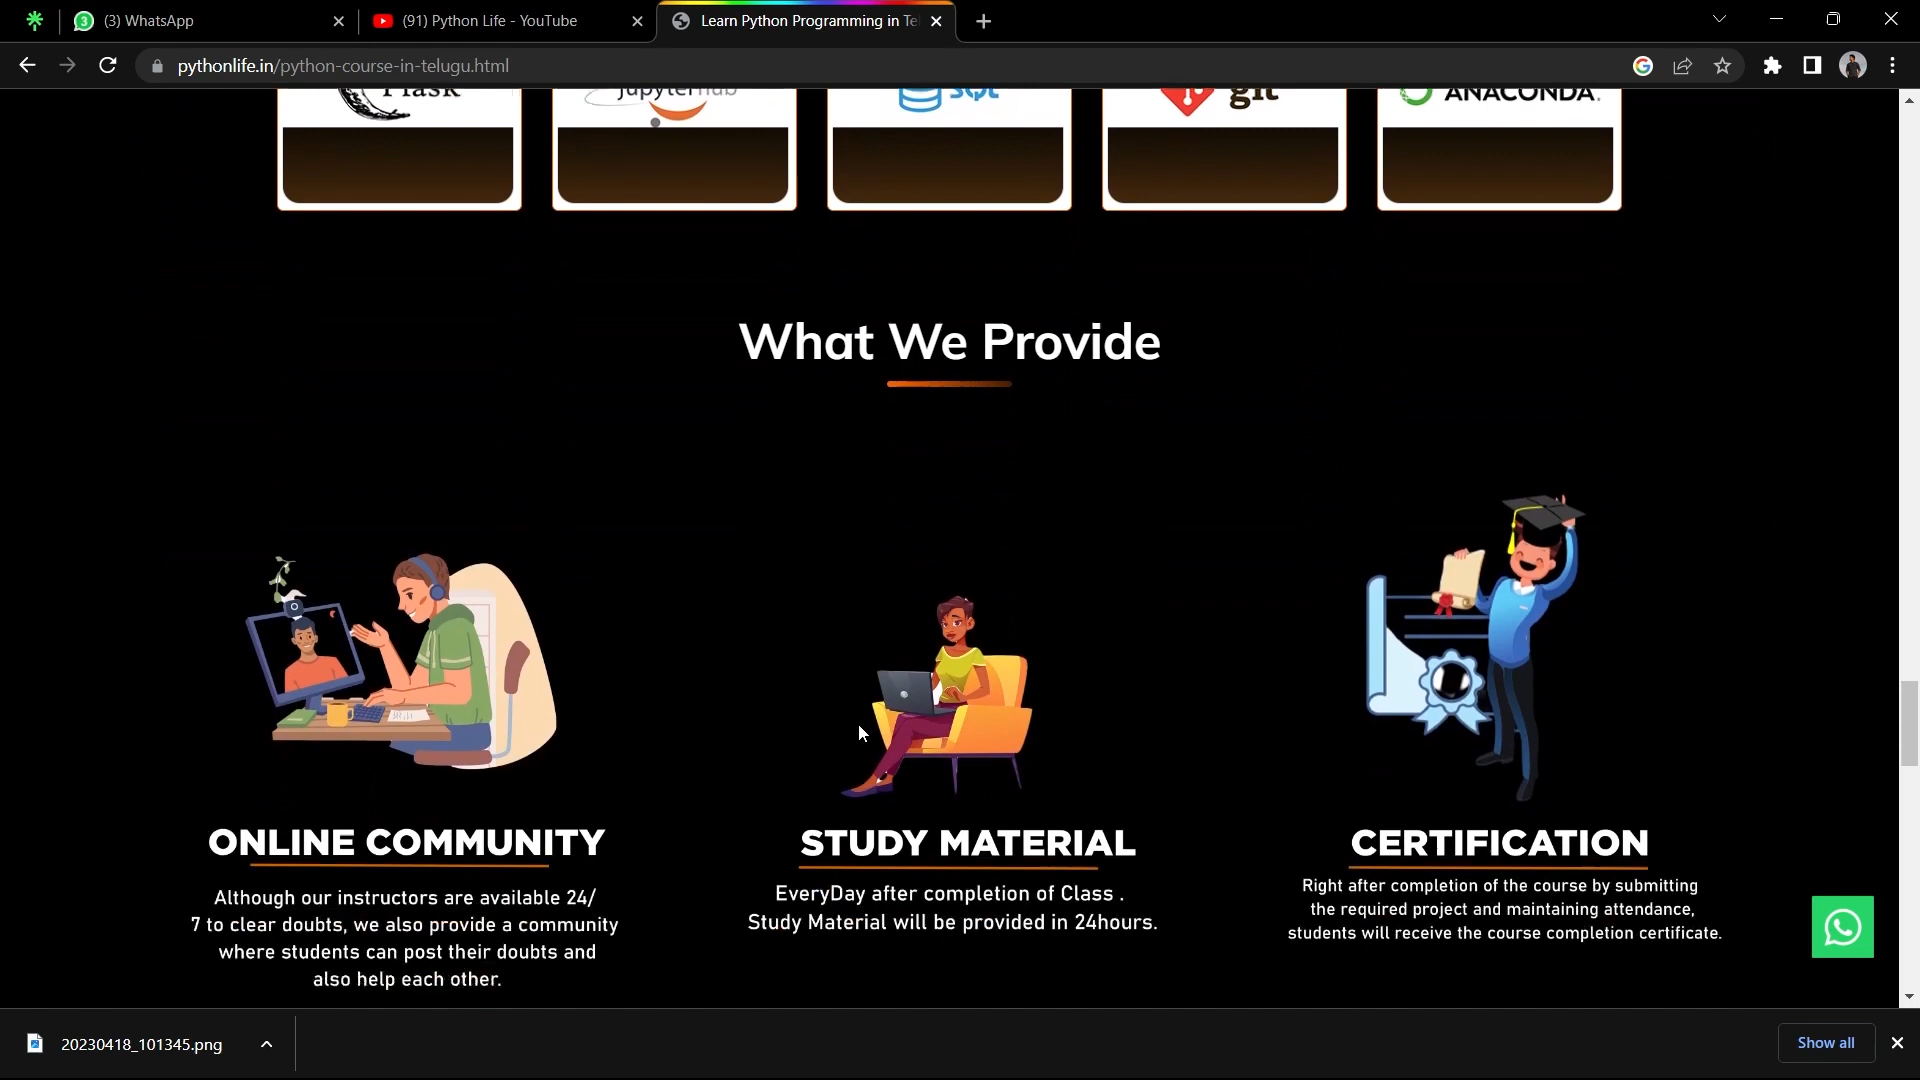 (3) WhatsApp
(91) Python Life - YouTube
Learn Python Programming in Te
pythonlife.in/python-course-in-telugu.html
Flask
jupyterhub
SQL
git
ANACONDA.
What We Provide
ONLINE COMMUNITY
Although our instructors are available 24/
7 to clear doubts, we also provide a community
where students can post their doubts and
also help each other.
STUDY MATERIAL
EveryDay after completion of Class .
Study Material will be provided in 24hours.
CERTIFICATION
Right after completion of the course by submitting
the required project and maintaining attendance,
students will receive the course completion certificate.
20230418_101345.png
Show all